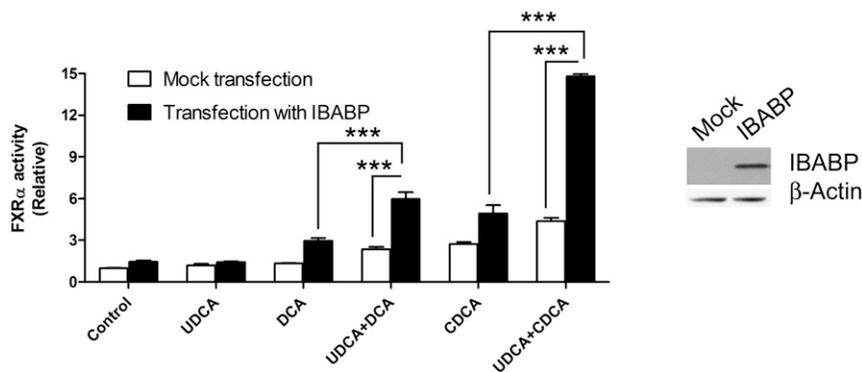 ***
***
***
***
15
12
9
6
3
0
FXRα activity
(Relative)
Mock transfection
Transfection with IBABP
Control
UDCA
DCA
UDCA+DCA
CDCA
UDCA+CDCA
Mock
IBABP
IBABP
β-Actin